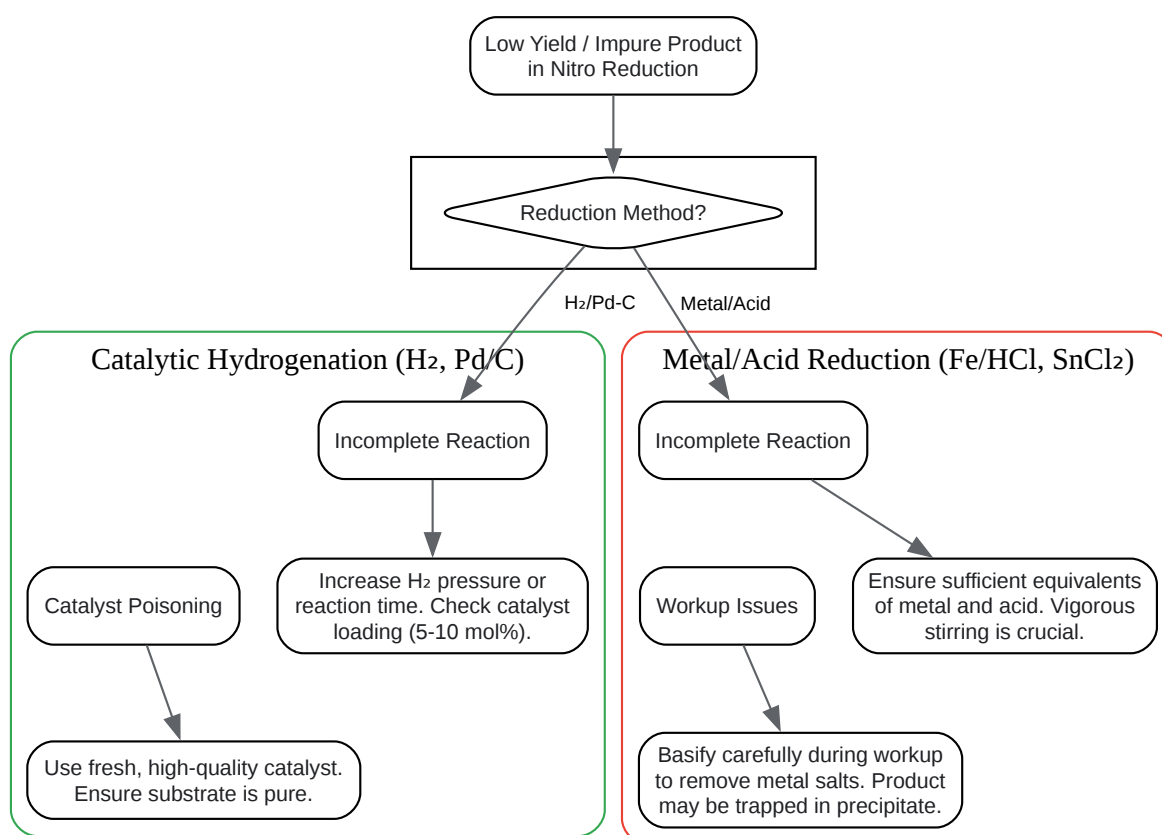 Low Yield / Impure Product
in Nitro Reduction
Reduction Method?
H₂/Pd-C
Metal/Acid
Catalytic Hydrogenation (H₂, Pd/C)
Incomplete Reaction
Increase H₂ pressure or
reaction time. Check catalyst
loading (5-10 mol%).
Catalyst Poisoning
Use fresh, high-quality catalyst.
Ensure substrate is pure.
Metal/Acid Reduction (Fe/HCl, SnCl₂)
Incomplete Reaction
Ensure sufficient equivalents
of metal and acid. Vigorous
stirring is crucial.
Workup Issues
Basify carefully during workup
to remove metal salts. Product
may be trapped in precipitate.